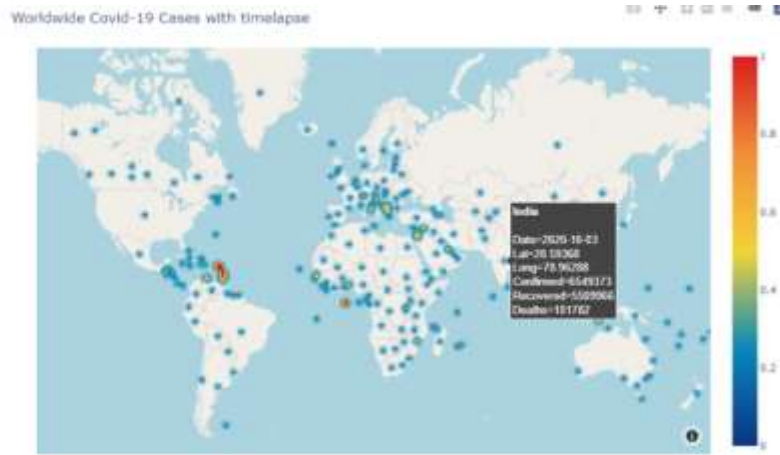 Worldwide Covid-19 Cases with timelapse
1
0.8
0.6
0.4
0.2
0
India
Date=2020-10-03
Lat=20.59368
Lang=78.96288
Confirmed=6549373
Recovered=5509966
Deaths=101782